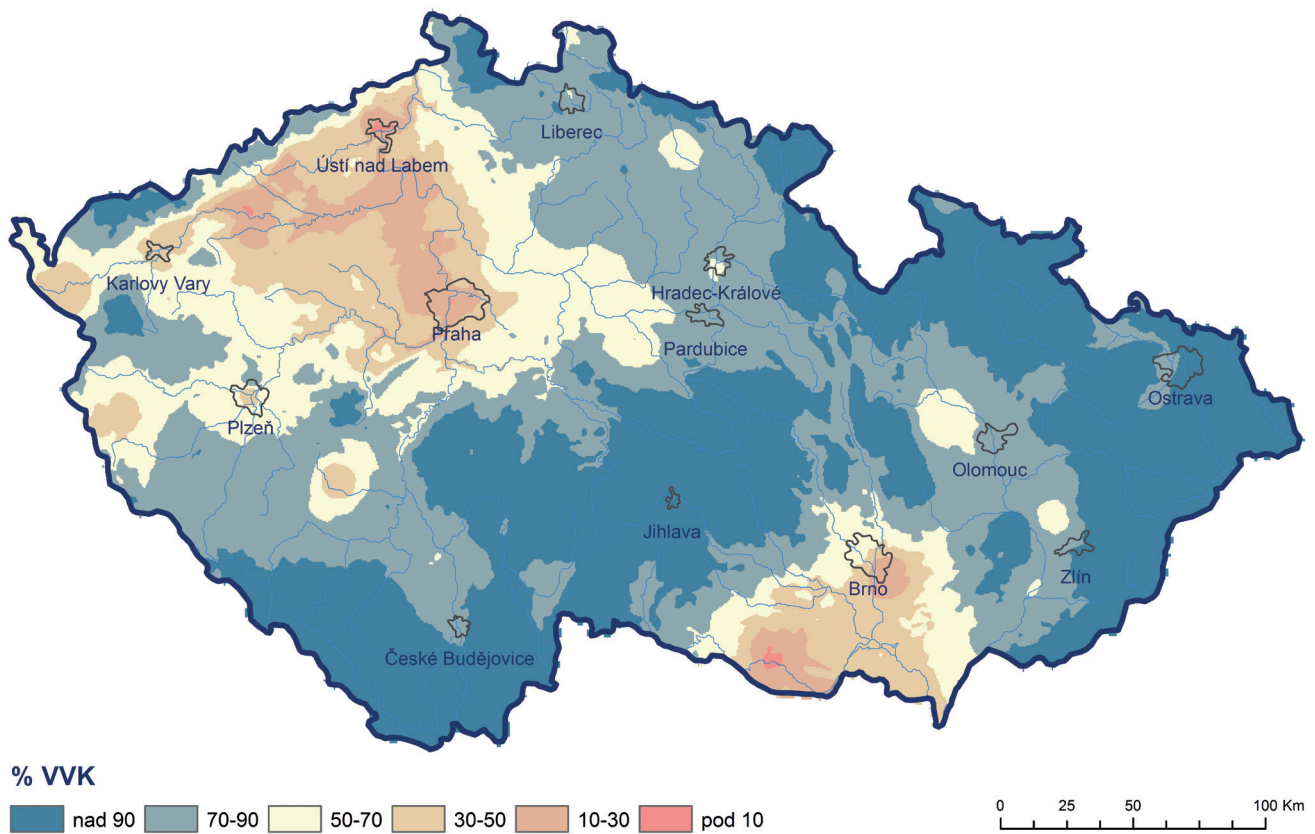 Liberec
Ústí nad Labem
Karlovy Vary
Hradec-Králové
Praha
Pardubice
Ostrava
Plzeň
Olomouc
Jihlava
Zlín
Brno
České Budějovice
% VVK
nad 90 70-90 50-70 30-50 10-30 pod 10
0 25 50 100 Km